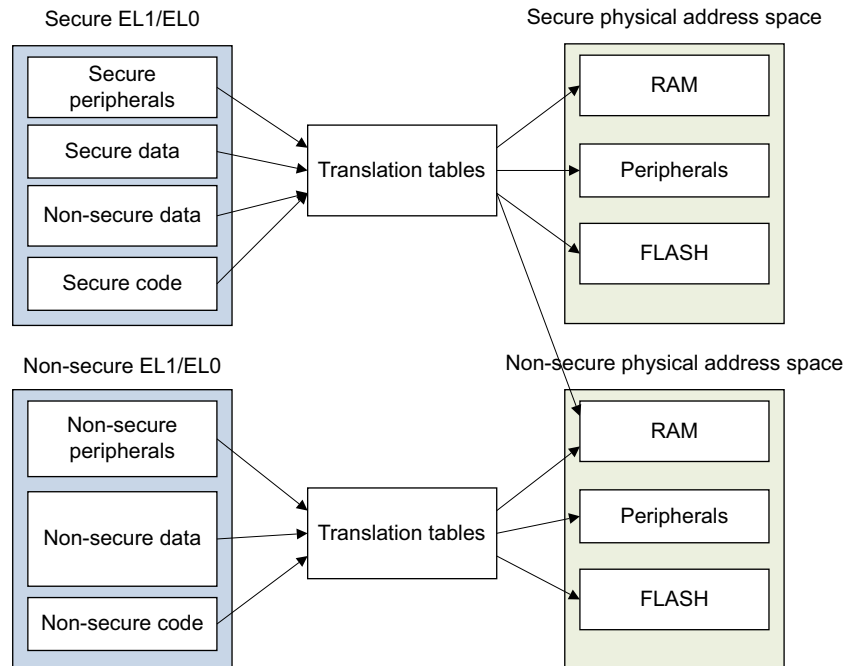 Secure EL1/EL0
Secure
peripherals
Secure data
Non-secure data
Secure code
Translation tables
Secure physical address space
RAM
Peripherals
FLASH
Non-secure EL1/EL0
Non-secure
peripherals
Non-secure data
Non-secure code
Translation tables
Non-secure physical address space
RAM
Peripherals
FLASH